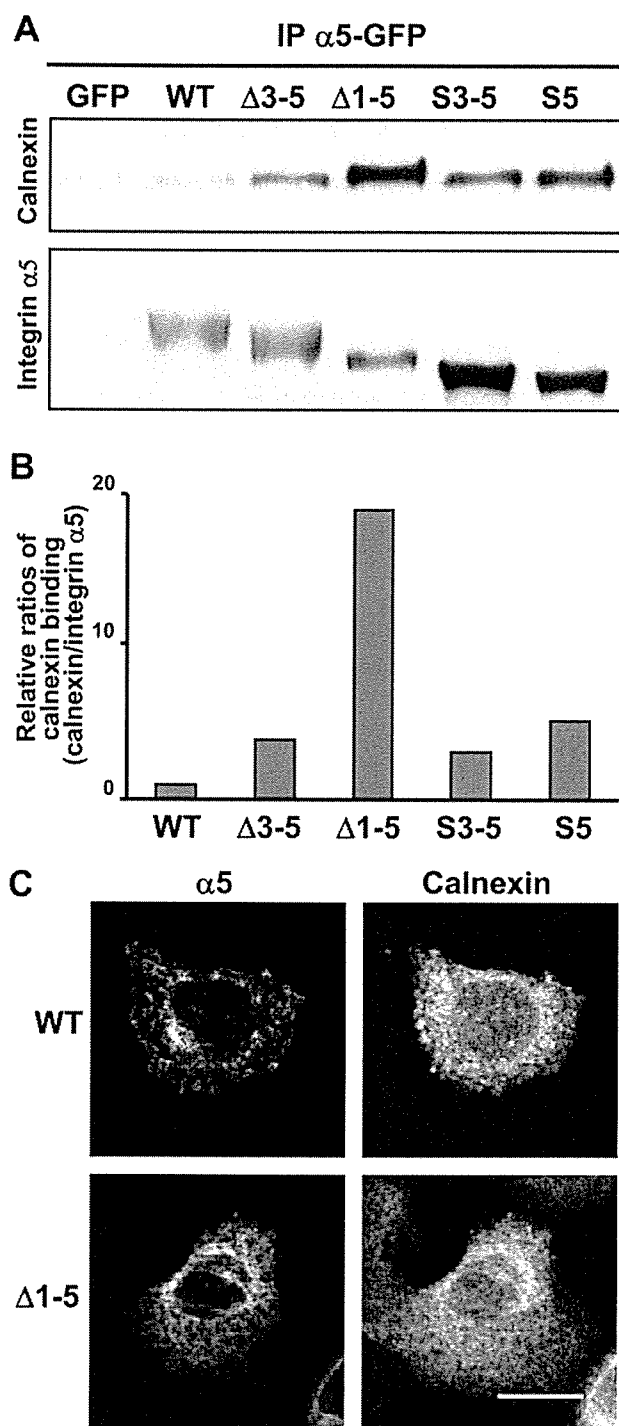 A
IP α5-GFP
GFP WT Δ3-5 Δ1-5 S3-5 S5
Calnexin
Integrin α5
B
Relative ratios of
calnexin binding
(calnexin/integrin α5)
20
10
0
WT Δ3-5 Δ1-5 S3-5 S5
C
α5 Calnexin
WT
Δ1-5